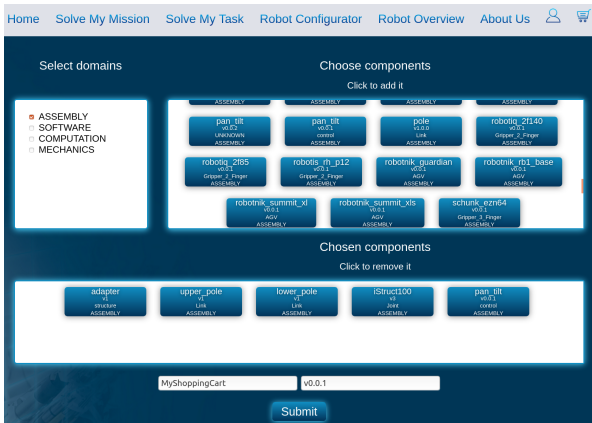 Home Solve My Mission Solve My Task Robot Configurator Robot Overview About Us
Select domains
Choose components
Click to add it
ASSEMBLY
SOFTWARE
COMPUTATION
MECHANICS
ASSEMBLY ASSEMBLY ASSEMBLY ASSEMBLY
pan_tilt pan_tilt pole robotiq_2f140
v0.0.2 v0.0.1 v1.0.0 v0.0.1
UNKNOWN control Link Gripper_2_Finger
ASSEMBLY ASSEMBLY ASSEMBLY ASSEMBLY
robotiq_2f85 robotis_rh_p12 robotnik_guardian robotnik_rb1_base
v0.0.1 v0.0.1 v0.0.1 v0.0.1
Gripper_2_Finger Gripper_2_Finger AGV AGV
ASSEMBLY ASSEMBLY ASSEMBLY ASSEMBLY
robotnik_summit_xl robotnik_summit_xls schunk_ezn64
v0.0.1 v0.0.1 v0.0.1
AGV AGV Gripper_3_Finger
ASSEMBLY ASSEMBLY ASSEMBLY
Chosen components
Click to remove it
adapter upper_pole lower_pole iStruct100 pan_tilt
v1 v1 v1 v3 v0.0.1
structure Link Link Joint control
ASSEMBLY ASSEMBLY ASSEMBLY ASSEMBLY ASSEMBLY
MyShoppingCart v0.0.1
Submit